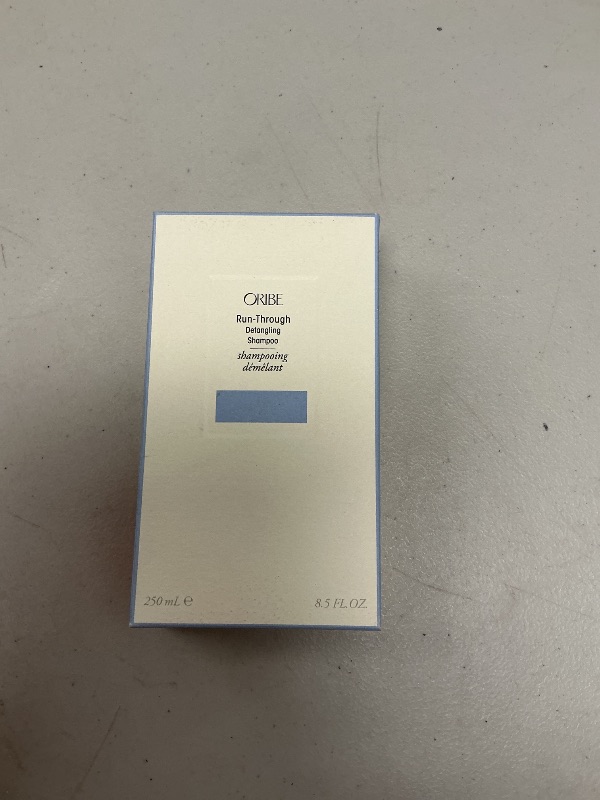 ORIBE
Run-Through
Detangling
Shampoo
shampooing
démêlant
250 mL ℮
8.5 FL.OZ.